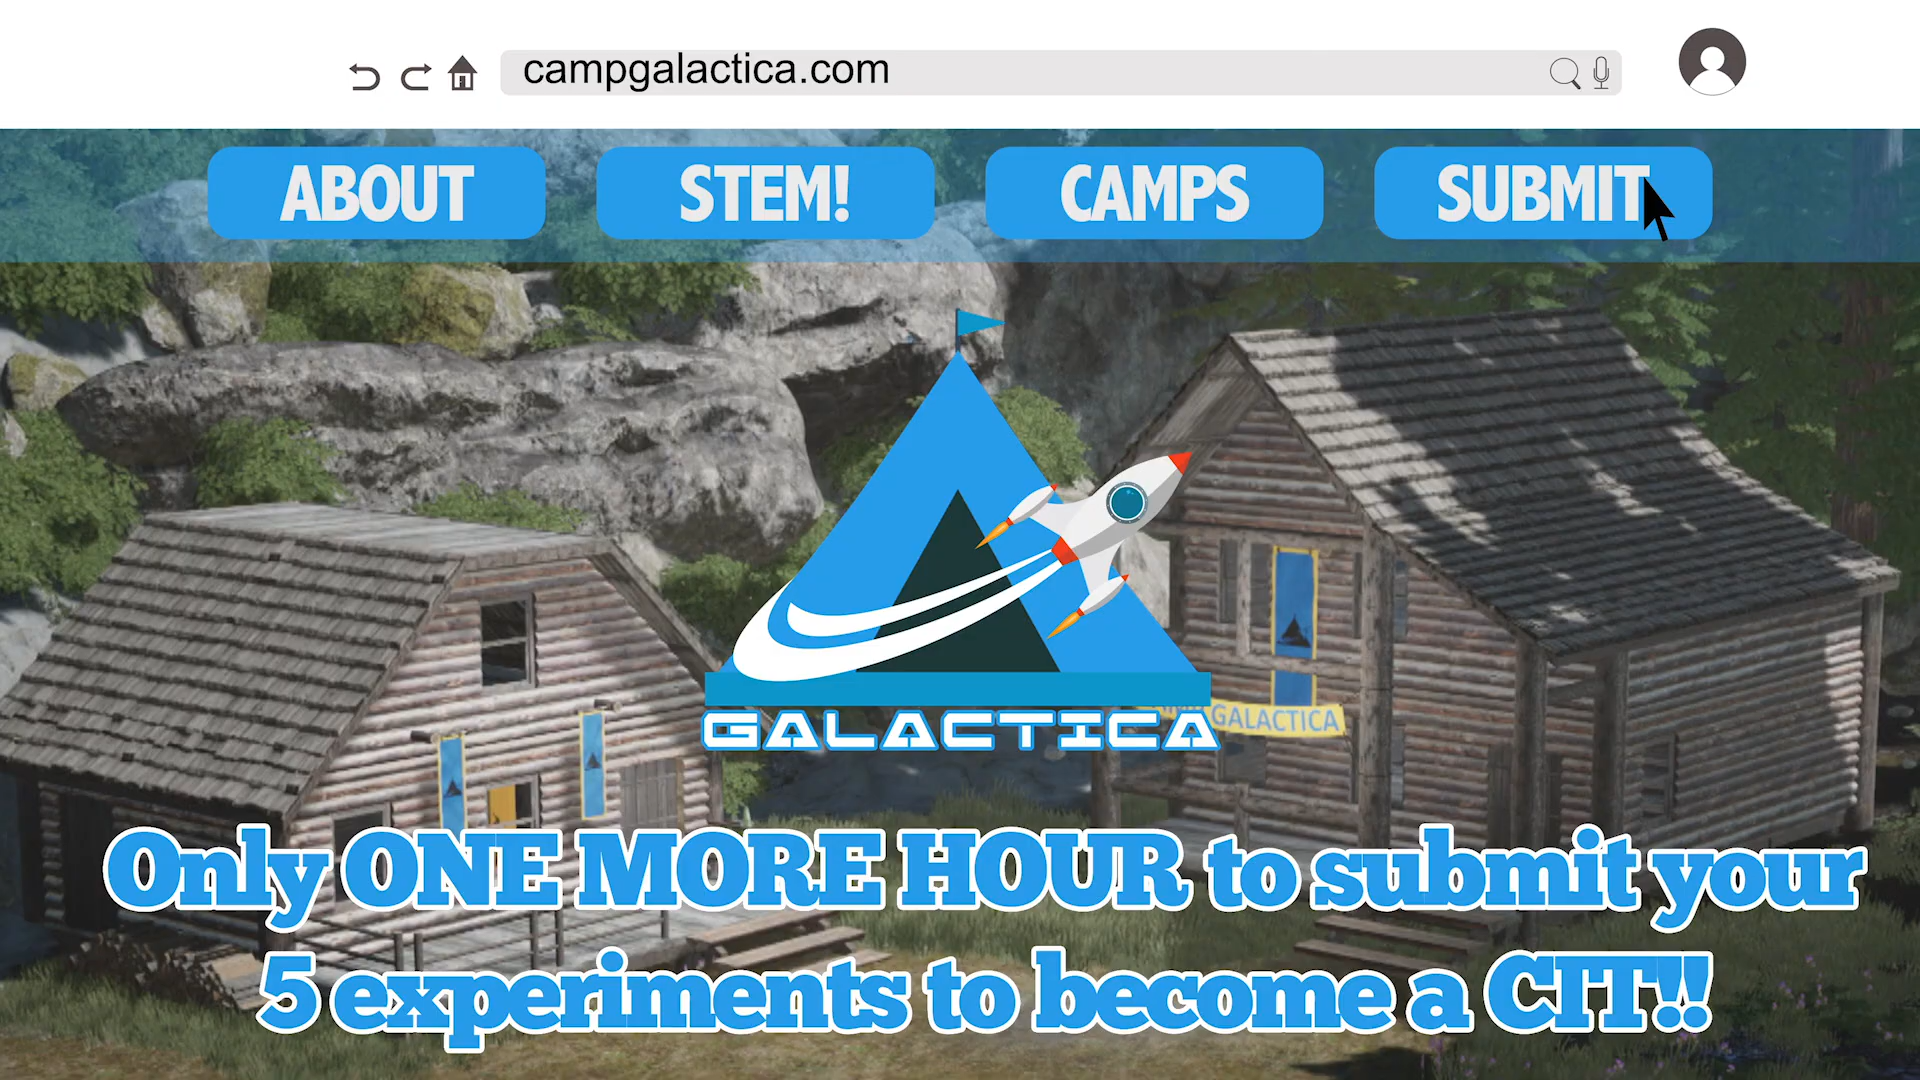 campgalactica.com
ABOUT
STEM!
CAMPS
SUBMIT
GALACTICA
GALACTICA
Only ONE MORE HOUR to submit your
5 experiments to become a CIT!!